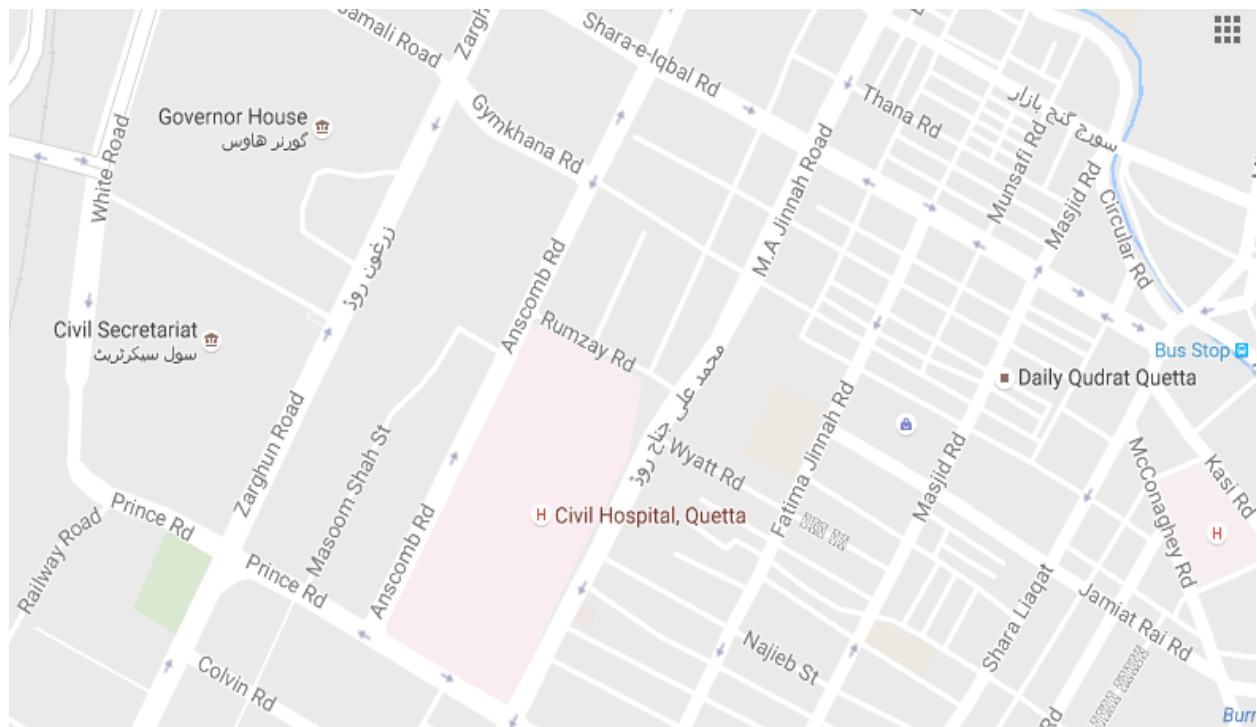 Jamali Road
Zargh
Shara-e-Iqbal Rd
Thana Rd
سورج گنج بازار
Governor House
گورنر هاوس
Gymkhana Rd
Munsafi Rd
Masjid Rd
White Road
M.A Jinnah Road
Circular Rd
زرغون روڈ
Anscomb Rd
Civil Secretariat
سول سیکرٹریٹ
Rumzay Rd
Bus Stop
محمد علی جناح روڈ
Daily Qudrat Quetta
Zarghun Road
Masoom Shah St
Wyatt Rd
Fatima Jinnah Rd
Masjid Rd
McConaghey Rd
Kasi Rd
H Civil Hospital, Quetta
H
Prince Rd
Railway Road
Prince Rd
Anscomb Rd
Shara Liaqat
Jamiat Rai Rd
Najieb St
Colvin Rd
Rd
Burr